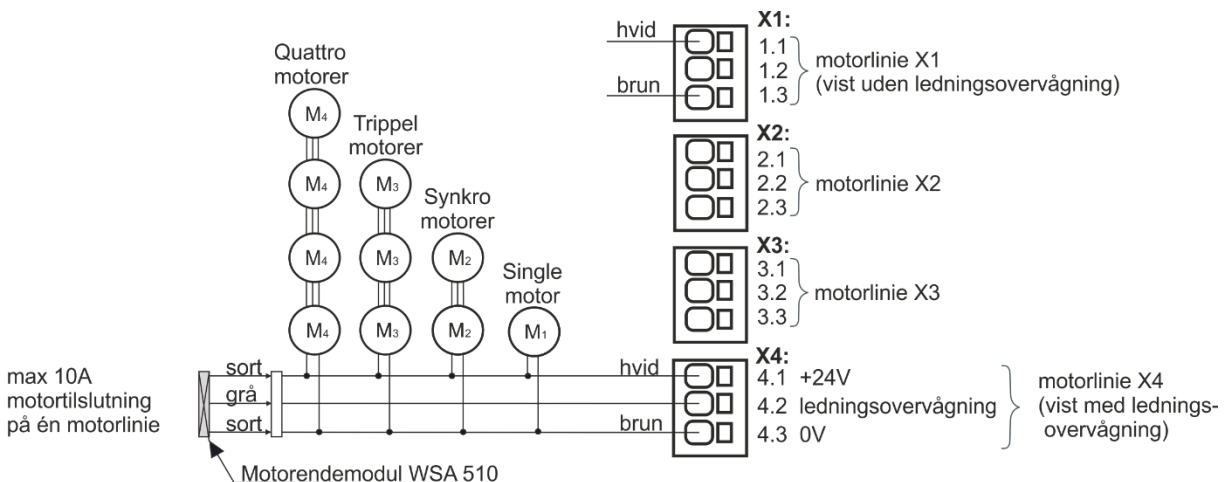 Quattro
motorer
M4
M4
M4
M4
Trippel
motorer
M3
M3
M3
Synkro
motorer
M2
M2
Single
motor
M1
max 10A
motortilslutning
på én motorlinie
sort
grå
sort
Motorendemodul WSA 510
hvid
brun
X1:
1.1
1.2
1.3
motorlinie X1
(vist uden ledningsovervågning)
X2:
2.1
2.2
2.3
motorlinie X2
X3:
3.1
3.2
3.3
motorlinie X3
hvid
brun
X4:
4.1 +24V
4.2 ledningsovervågning
4.3 0V
motorlinie X4
(vist med lednings-
overvågning)